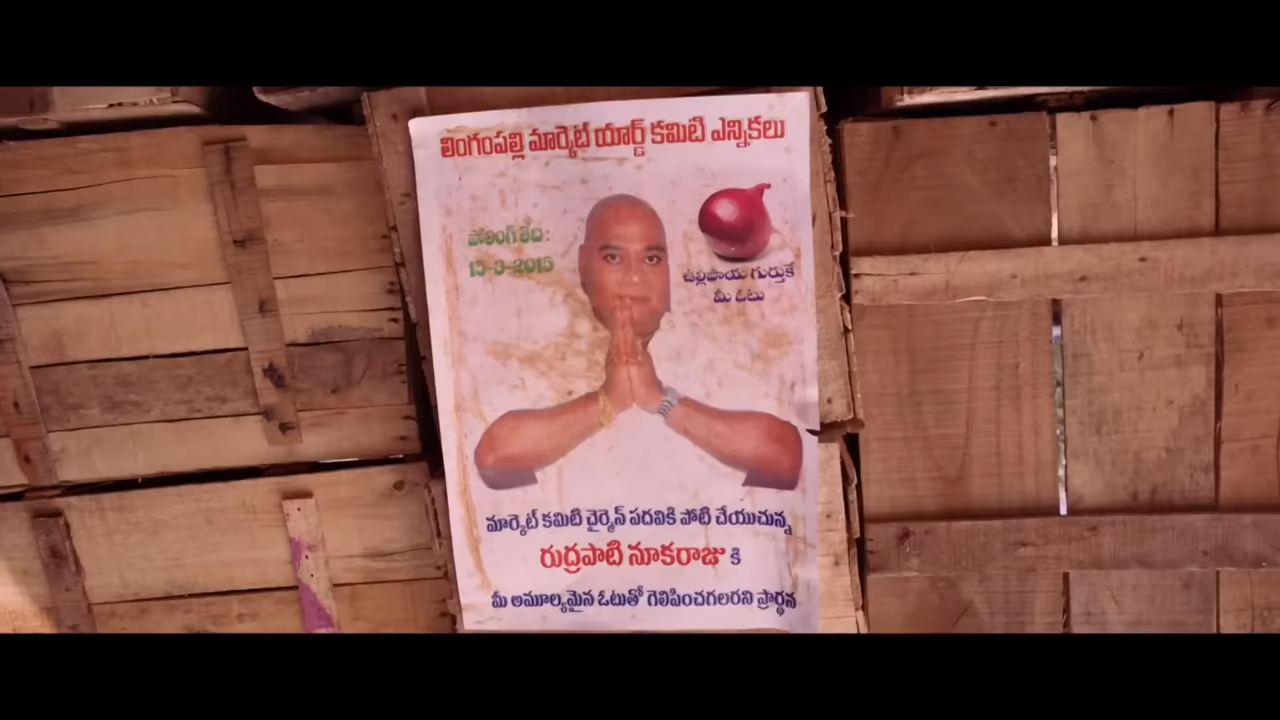 లింగంపల్లి మార్కెట్ యార్డ్ కమిటి ఎన్నికలు
పోలింగ్ తేది:
15-3-2015
ఉల్లిపాయ గుర్తుకే
మీ ఓటు
మార్కెట్ కమిటి చైర్మెన్ పదవికి పోటి చేయుచున్న
రుద్రపాటి నూకరాజు కి
మీ అమూల్యమైన ఓటుతో గెలిపించగలరని ప్రార్థన